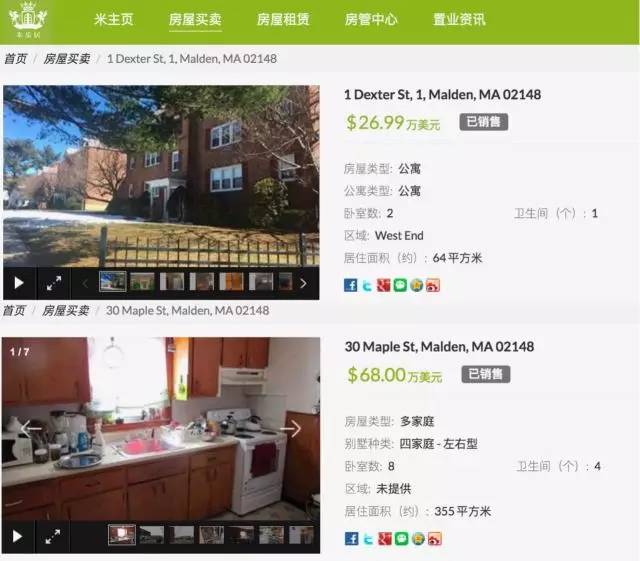 米乐居
米主页 房屋买卖 房屋租赁 房管中心 置业资讯
首页 / 房屋买卖 / 1 Dexter St, 1, Malden, MA 02148
1 Dexter St, 1, Malden, MA 02148
$26.99万美元 已销售
房屋类型: 公寓
公寓类型: 公寓
卧室数: 2 卫生间（个）: 1
区域: West End
居住面积（约）: 64平方米
首页 / 房屋买卖 / 30 Maple St, Malden, MA 02148
1 / 7
30 Maple St, Malden, MA 02148
$68.00万美元 已销售
房屋类型: 多家庭
别墅种类: 四家庭 - 左右型
卧室数: 8 卫生间（个）: 4
区域: 未提供
居住面积（约）: 355平方米